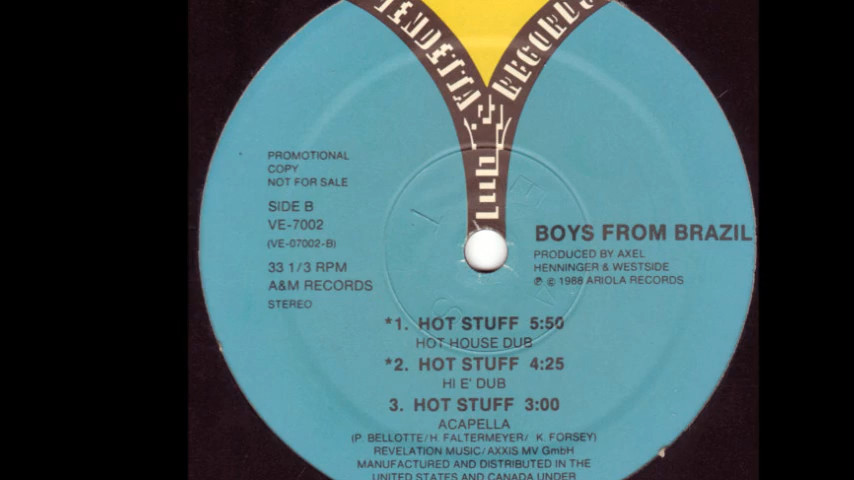 VENDETTA RECORDS
PROMOTIONAL
COPY
NOT FOR SALE
SIDE B
VE-7002
(VE-07002-B)
33 1/3 RPM
A&M RECORDS
STEREO
BOYS FROM BRAZIL
PRODUCED BY AXEL
HENNINGER & WESTSIDE
℗ © 1988 ARIOLA RECORDS
*1. HOT STUFF 5:50
HOT HOUSE DUB
*2. HOT STUFF 4:25
HI E' DUB
3. HOT STUFF 3:00
ACAPELLA
(P. BELLOTTE/H. FALTERMEYER/ K. FORSEY)
REVELATION MUSIC/AXXIS MV GmbH
MANUFACTURED AND DISTRIBUTED IN THE
UNITED STATES AND CANADA UNDER